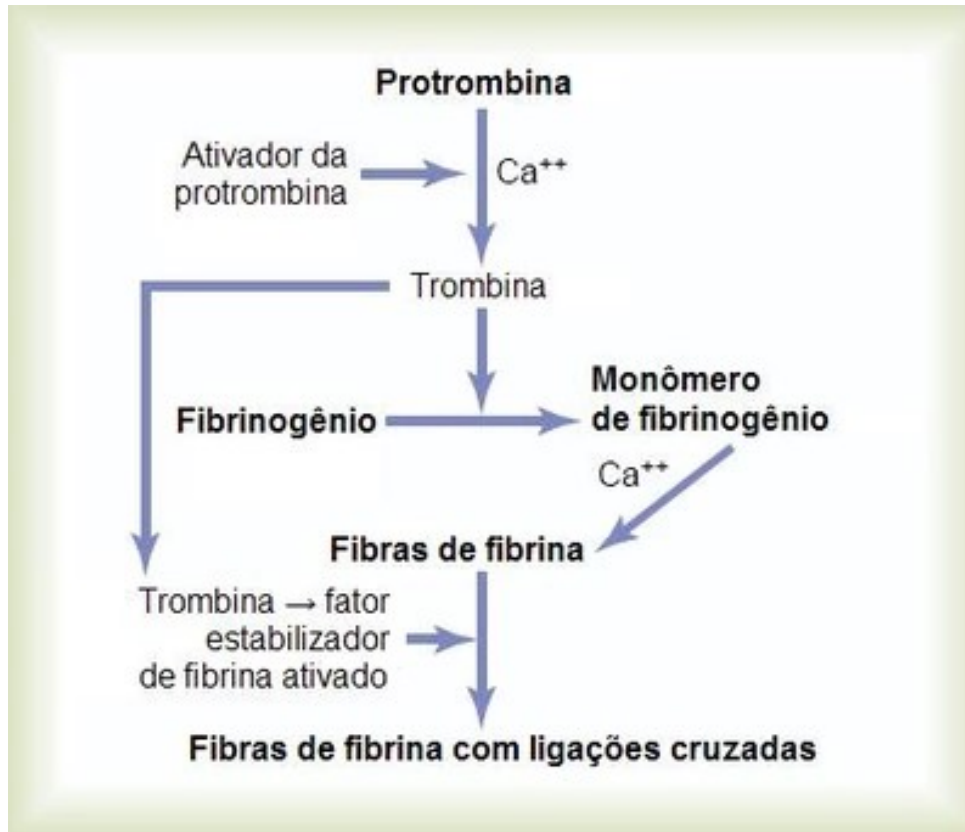 Protrombina
Ativador da
protrombina
Ca⁺⁺
Trombina
Fibrinogênio
Monômero
de fibrinogênio
Ca⁺⁺
Fibras de fibrina
Trombina → fator
estabilizador
de fibrina ativado
Fibras de fibrina com ligações cruzadas